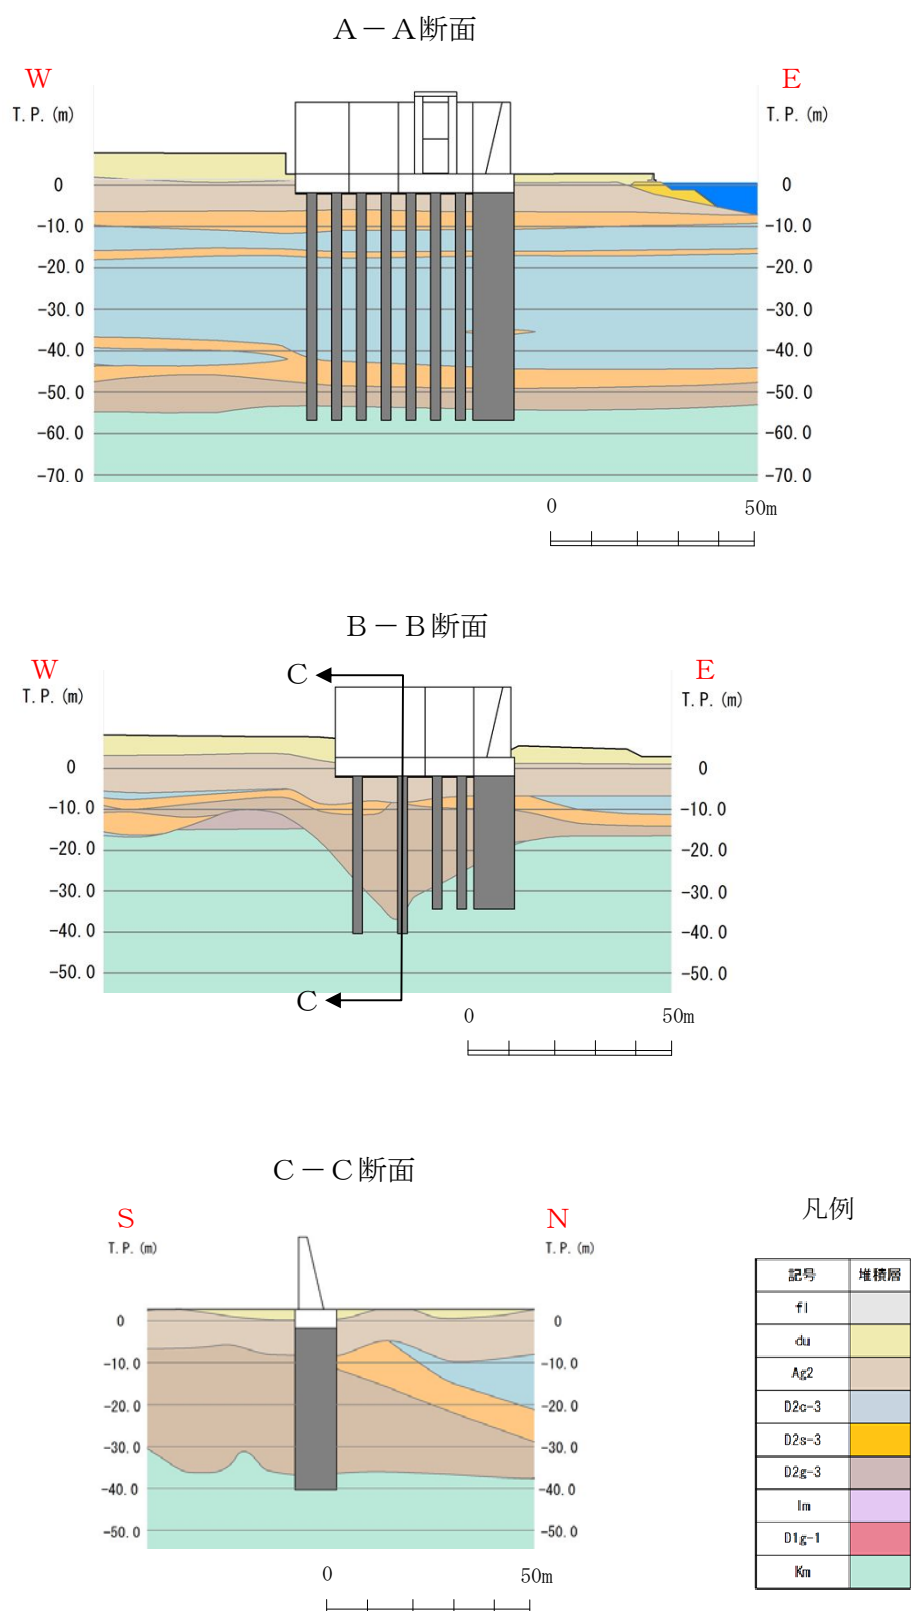 A－A断面
W E
T.P.(m) T.P.(m)
0 0
-10.0 -10.0
-20.0 -20.0
-30.0 -30.0
-40.0 -40.0
-50.0 -50.0
-60.0 -60.0
-70.0 -70.0
0 50m
B－B断面
W E
C
T.P.(m) T.P.(m)
0 0
-10.0 -10.0
-20.0 -20.0
-30.0 -30.0
-40.0 -40.0
-50.0 -50.0
C
0 50m
C－C断面
S N
T.P.(m) T.P.(m)
0 0
-10.0 -10.0
-20.0 -20.0
-30.0 -30.0
-40.0 -40.0
-50.0 -50.0
0 50m
凡例
記号 堆積層
fl
du
Ag2
D2c-3
D2s-3
D2g-3
lm
D1g-1
Km